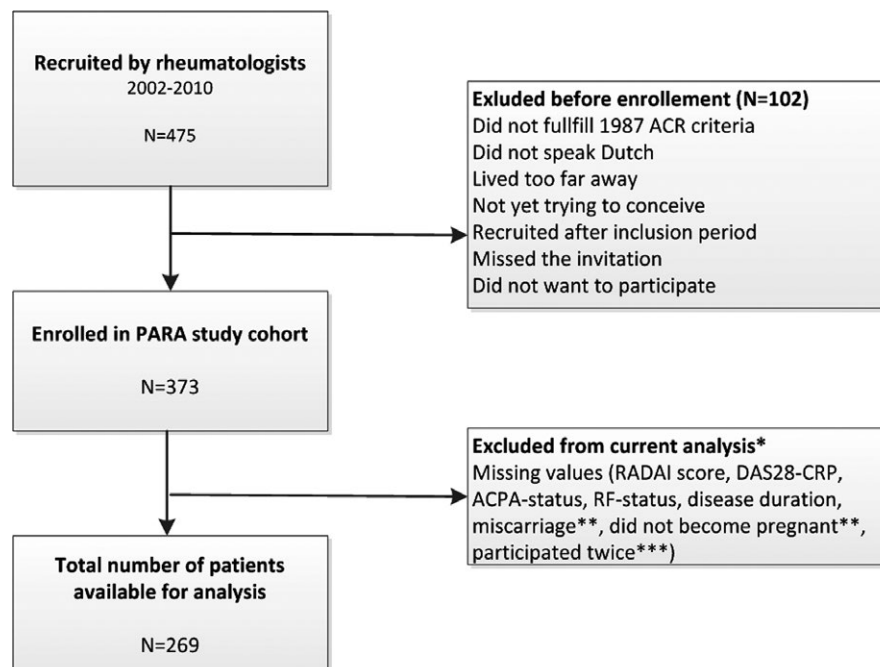 Recruited by rheumatologists
2002-2010
N=475
Exluded before enrollement (N=102)
Did not fullfill 1987 ACR criteria
Did not speak Dutch
Lived too far away
Not yet trying to conceive
Recruited after inclusion period
Missed the invitation
Did not want to participate
Enrolled in PARA study cohort
N=373
Excluded from current analysis*
Missing values (RADAI score, DAS28-CRP,
ACPA-status, RF-status, disease duration,
miscarriage**, did not become pregnant**,
participated twice***)
Total number of patients
available for analysis
N=269